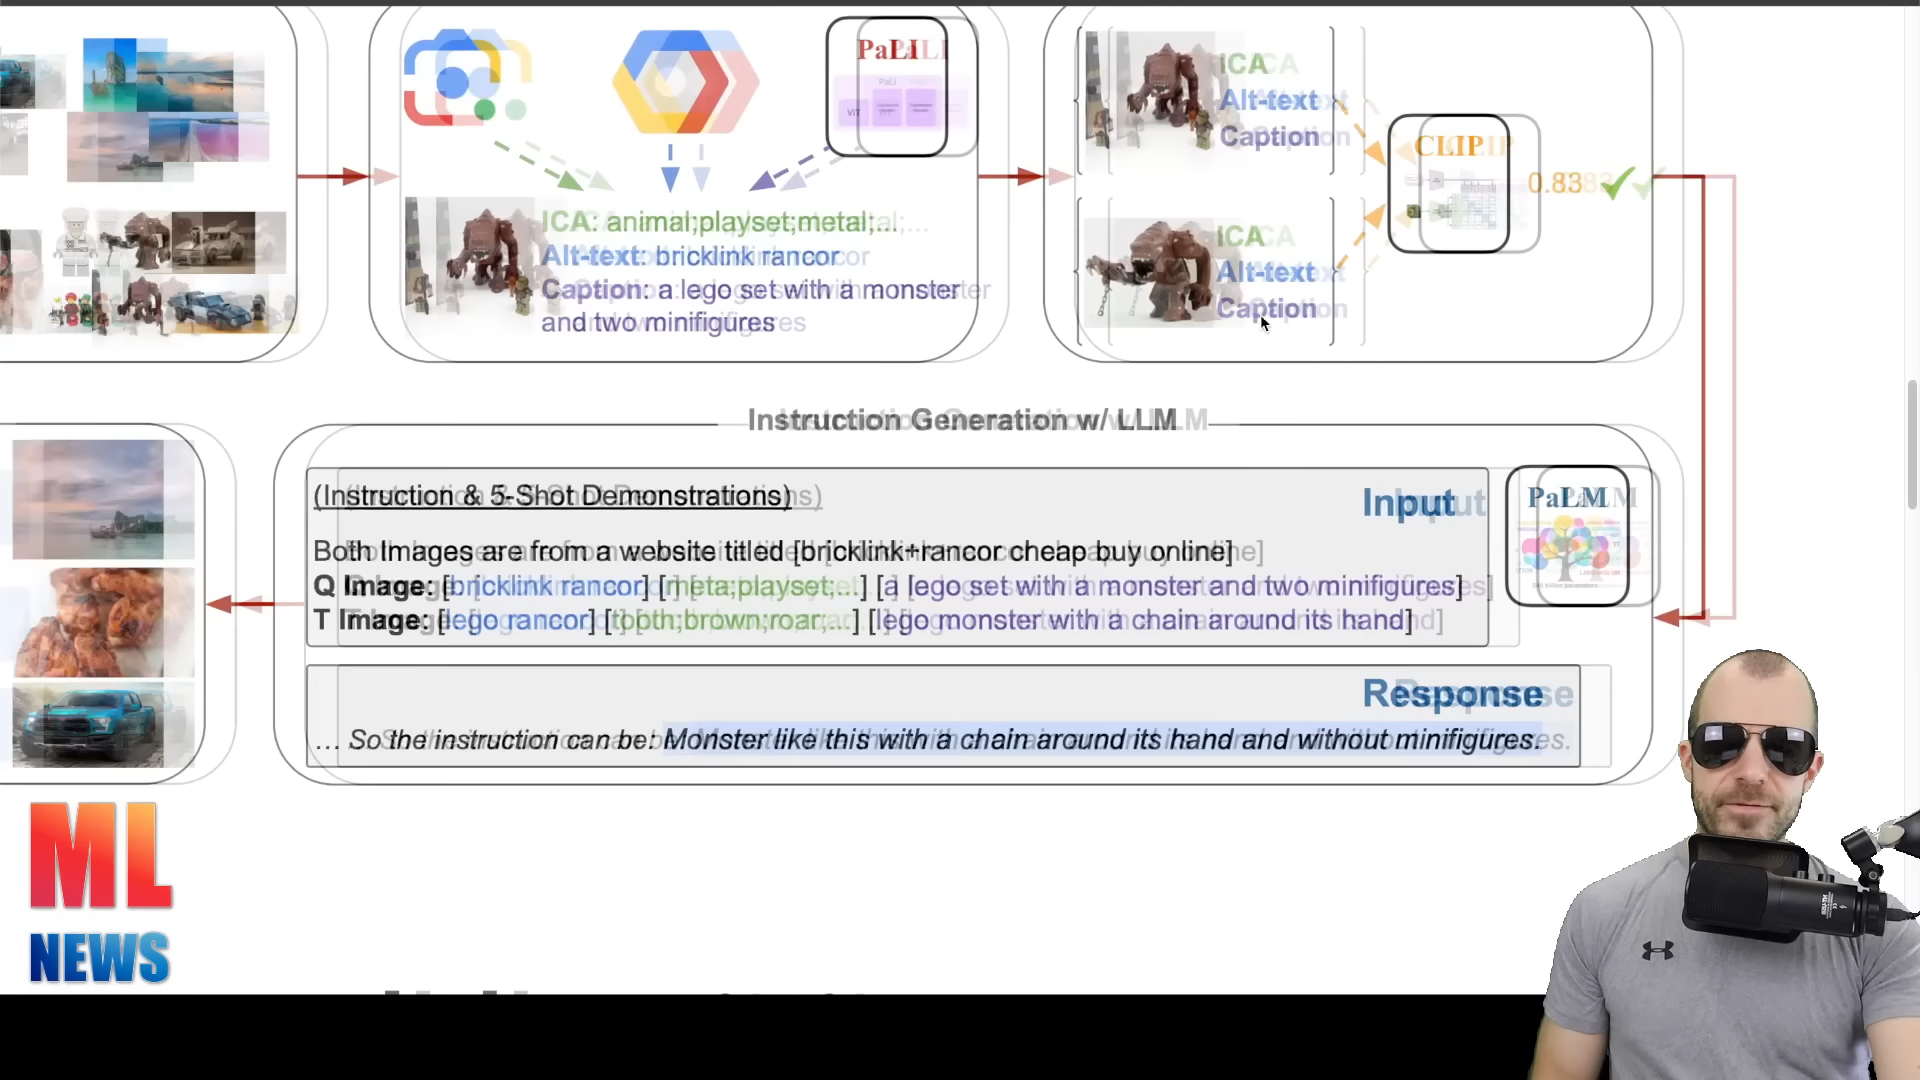 PaLI
PaLI
ViT
ICA: animal;playset;metal;...
Alt-text: bricklink rancor
Caption: a lego set with a monster
and two minifigures
ICA
Alt-text
Caption
ICA
Alt-text
Caption
CLIP
0.83
Instruction Generation w/ LLM
(Instruction & 5-Shot Demonstrations)
Input
Both Images are from a website titled [bricklink+rancor cheap buy online]
Q Image: [bricklink rancor] [meta;playset;...] [a lego set with a monster and two minifigures]
T Image: [lego rancor] [tooth;brown;roar;...] [lego monster with a chain around its hand]
PaLM
Response
... So the instruction can be: Monster like this with a chain around its hand and without minifigures.
ML
NEWS